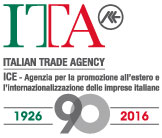 ITA
ITALIAN TRADE AGENCY
ICE - Agenzia per la promozione all'estero e
l'internazionalizzazione delle imprese italiane
1926 90 2016